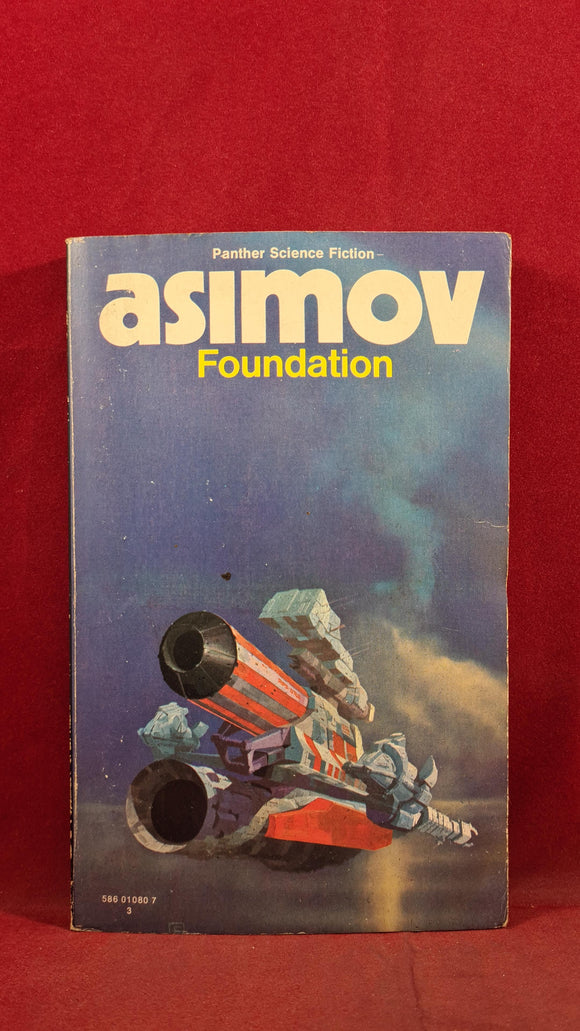 Panther Science Fiction
asimov
Foundation
586 01080 7
3